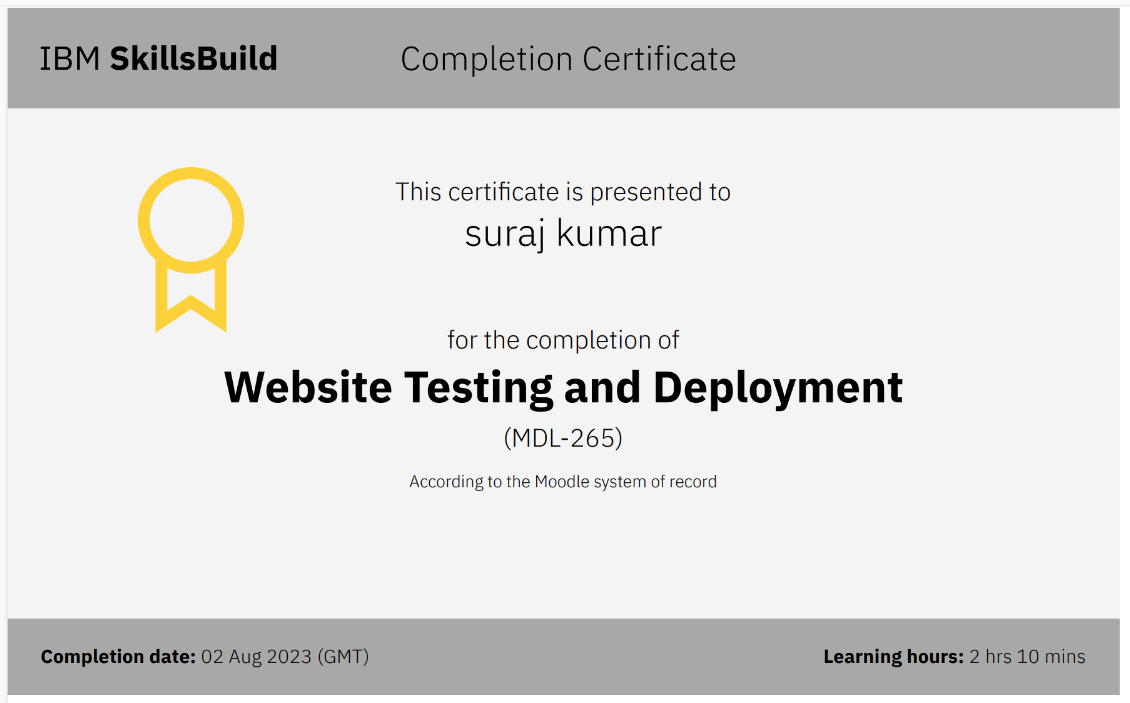 IBM SkillsBuild
Completion Certificate
This certificate is presented to
suraj kumar
for the completion of
Website Testing and Deployment
(MDL-265)
According to the Moodle system of record
Completion date: 02 Aug 2023 (GMT)
Learning hours: 2 hrs 10 mins